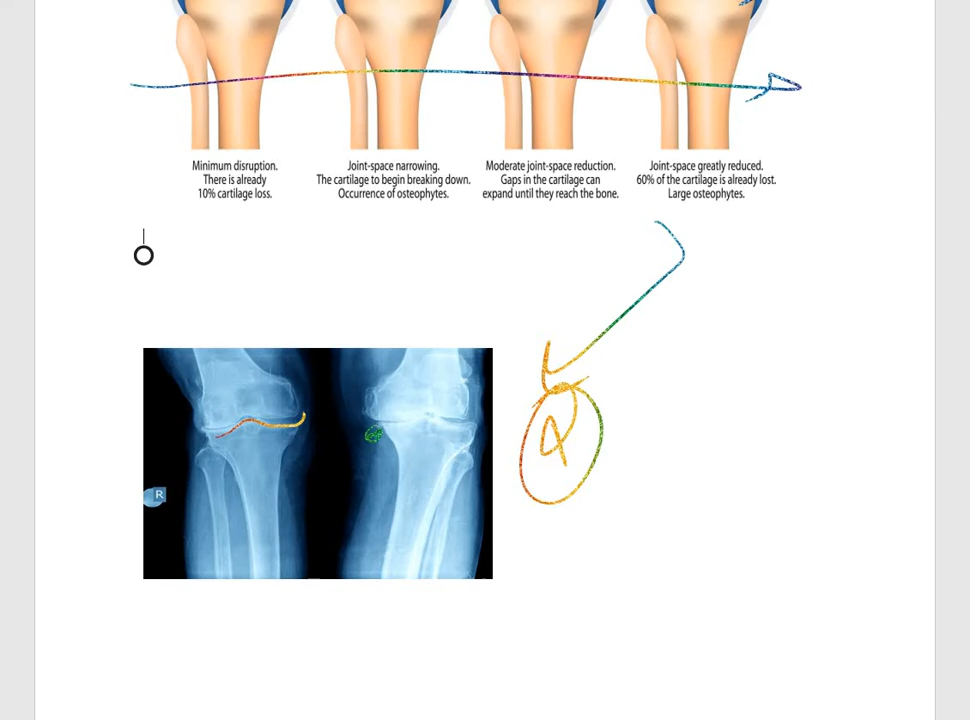 Minimum disruption.
There is already
10% cartilage loss.
Joint-space narrowing.
The cartilage to begin breaking down.
Occurrence of osteophytes.
Moderate joint-space reduction.
Gaps in the cartilage can
expand until they reach the bone.
Joint-space greatly reduced.
60% of the cartilage is already lost.
Large osteophytes.
R